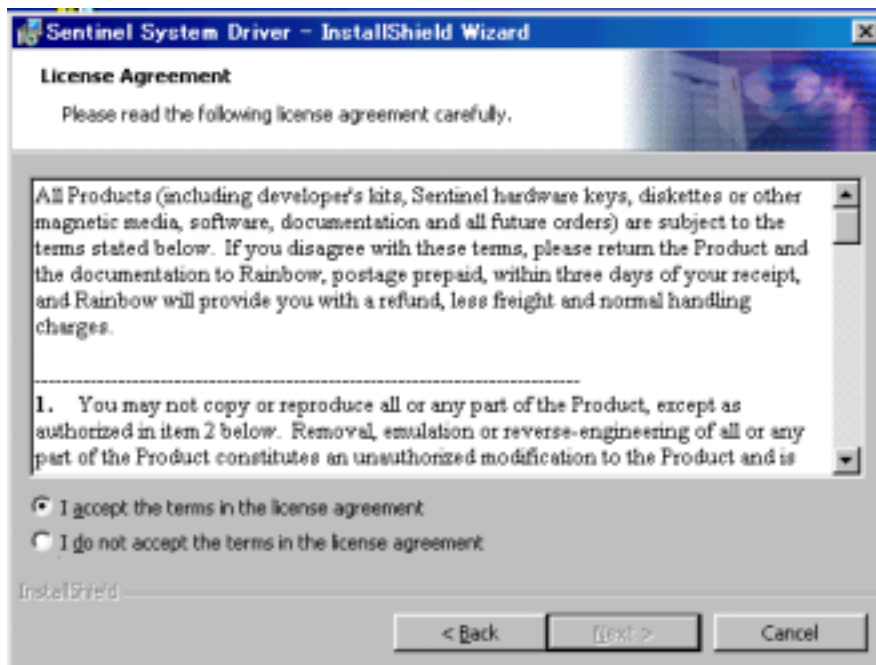 Sentinel System Driver - InstallShield Wizard
License Agreement
Please read the following license agreement carefully.
All Products (including developer's kits, Sentinel hardware keys, diskettes or other
magnetic media, software, documentation and all future orders) are subject to the
terms stated below.  If you disagree with these terms, please return the Product and
the documentation to Rainbow, postage prepaid, within three days of your receipt,
and Rainbow will provide you with a refund, less freight and normal handling
charges.
1.   You may not copy or reproduce all or any part of the Product, except as
authorized in item 2 below.  Removal, emulation or reverse-engineering of all or any
part of the Product constitutes an unauthorized modification to the Product and is
I accept the terms in the license agreement
I do not accept the terms in the license agreement
InstallShield
< Back
Next >
Cancel